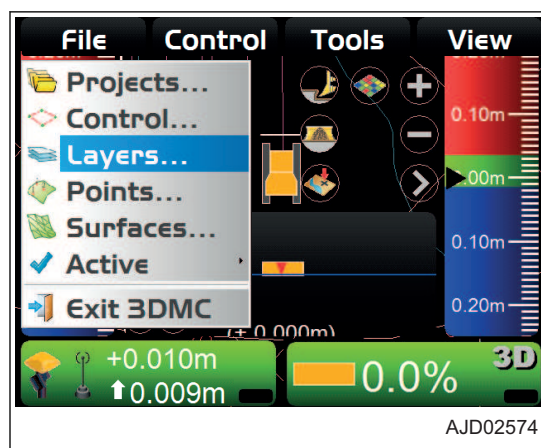 File Control Tools View
Projects...
Control...
Layers...
Points...
Surfaces...
Active
Exit 3DMC
0.10m
.00m
0.10m
0.20m
(± 0.000m)
+0.010m
0.009m
0.0%
3D
AJD02574